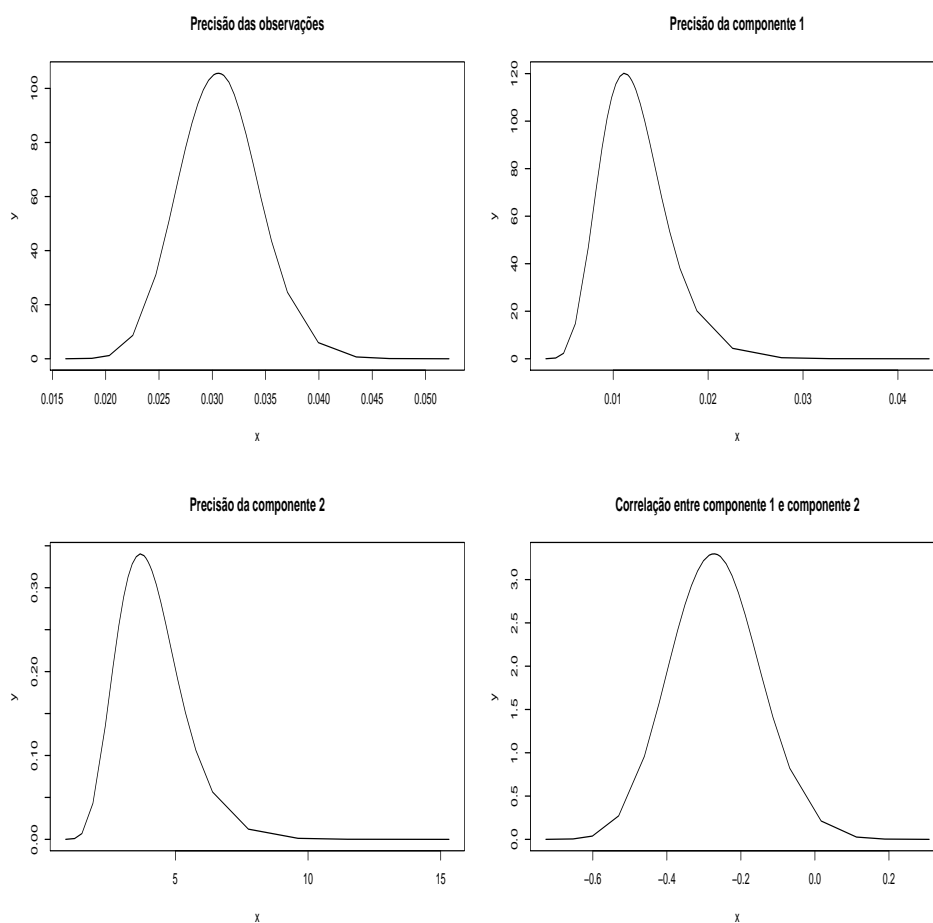 Precisão das observações
y
0 20 40 60 80 100
0.015 0.020 0.025 0.030 0.035 0.040 0.045 0.050
x
Precisão da componente 1
y
0 20 40 60 80 100 120
0.01 0.02 0.03 0.04
x
Precisão da componente 2
y
0.00 0.10 0.20 0.30
5 10 15
x
Correlação entre componente 1 e componente 2
y
0.0 0.5 1.0 1.5 2.0 2.5 3.0
−0.6 −0.4 −0.2 0.0 0.2
x